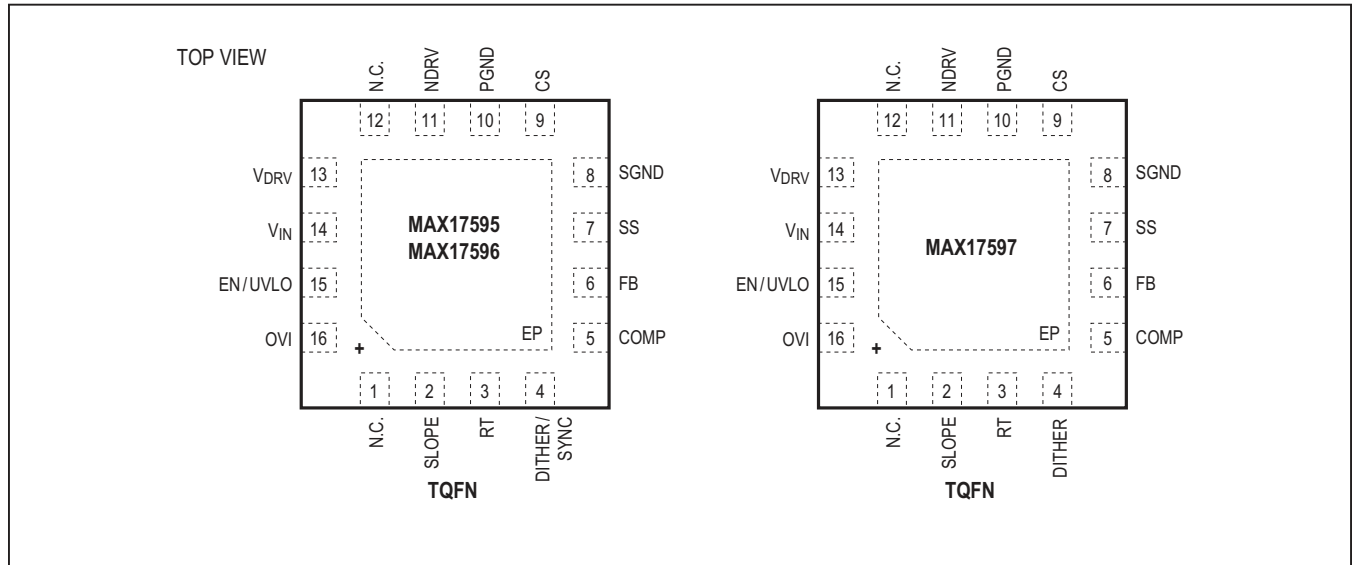 TOP VIEW
N.C.
NDRV
PGND
CS
12
11
10
9
VDRV
13
VIN
14
EN/UVLO
15
OVI
16
MAX17595
MAX17596
EP
+
8
SGND
7
SS
6
FB
5
COMP
1
2
3
4
N.C.
SLOPE
RT
DITHER/
SYNC
TQFN
N.C.
NDRV
PGND
CS
12
11
10
9
VDRV
13
VIN
14
EN/UVLO
15
OVI
16
MAX17597
EP
+
8
SGND
7
SS
6
FB
5
COMP
1
2
3
4
N.C.
SLOPE
RT
DITHER
TQFN